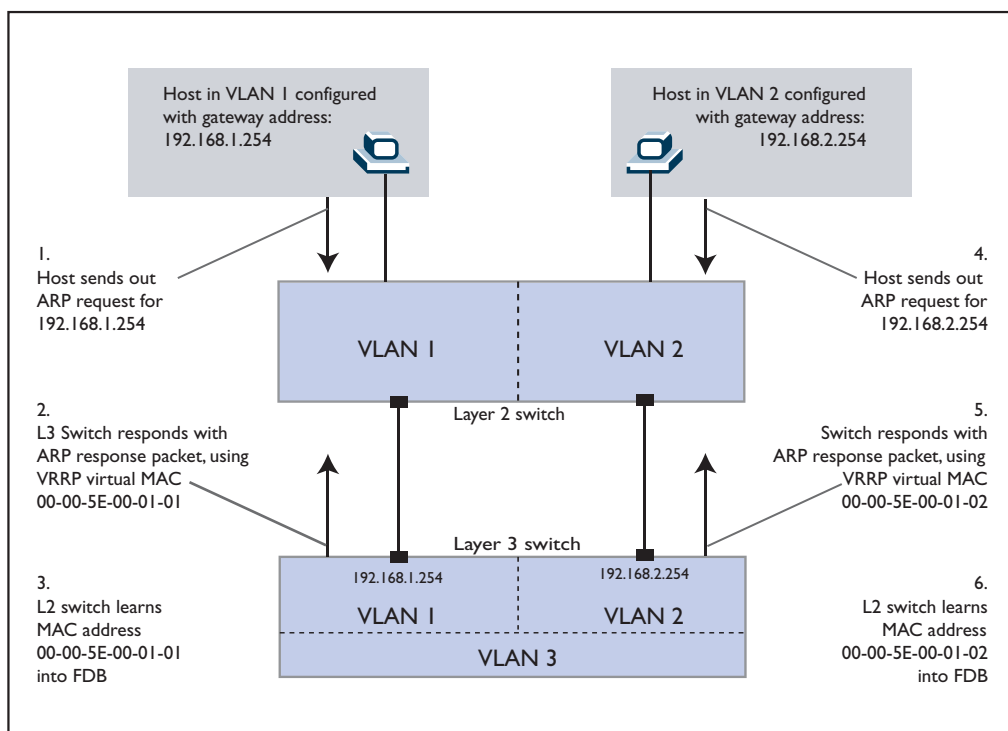 Host in VLAN 1 configured
with gateway address:
192.168.1.254
Host in VLAN 2 configured
with gateway address:
192.168.2.254
1.
Host sends out
ARP request for
192.168.1.254
4.
Host sends out
ARP request for
192.168.2.254
VLAN 1
VLAN 2
Layer 2 switch
2.
L3 Switch responds with
ARP response packet, using
VRRP virtual MAC
00-00-5E-00-01-01
5.
Switch responds with
ARP response packet, using
VRRP virtual MAC
00-00-5E-00-01-02
Layer 3 switch
192.168.1.254
192.168.2.254
VLAN 1
VLAN 2
VLAN 3
3.
L2 switch learns
MAC address
00-00-5E-00-01-01
into FDB
6.
L2 switch learns
MAC address
00-00-5E-00-01-02
into FDB